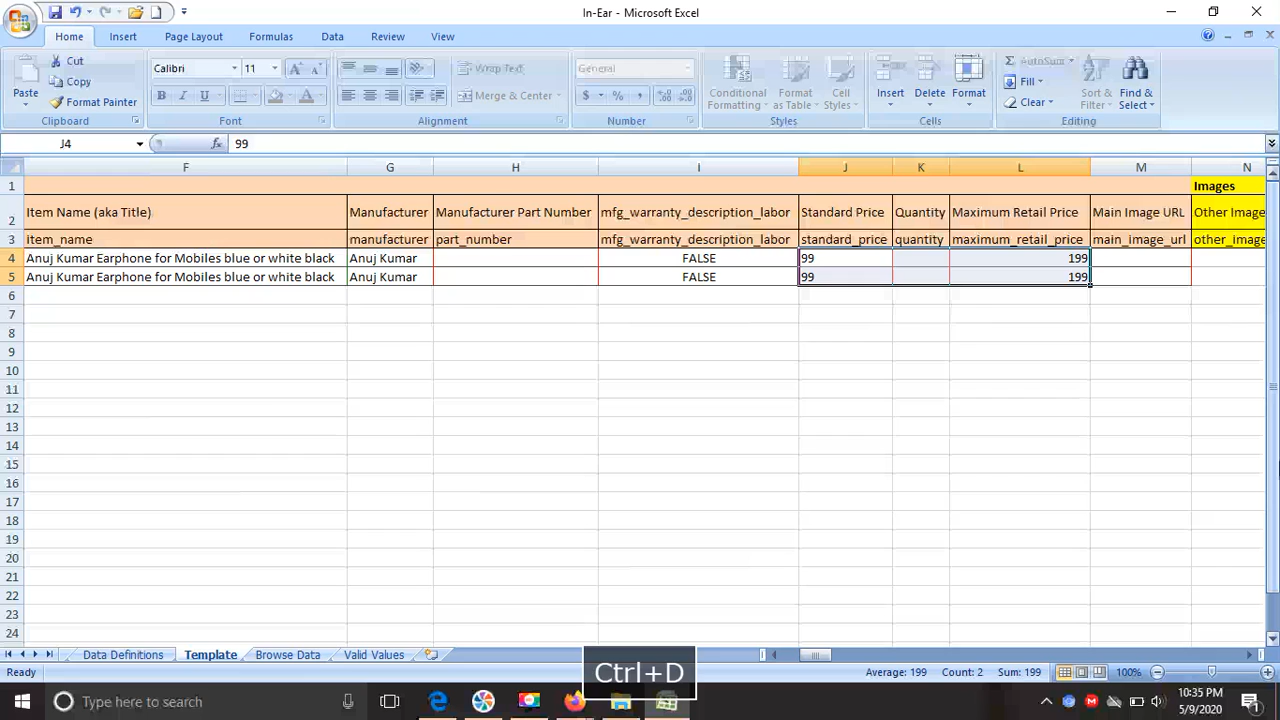 In-Ear - Microsoft Excel
Home Insert Page Layout Formulas Data Review View
Paste Cut Copy Format Painter Clipboard
Calibri 11 Font
Wrap Text Merge & Center Alignment
General Number
Conditional Formatting Format as Table Cell Styles Styles
Insert Delete Format Cells
AutoSum Fill Clear Sort & Filter Find & Select Editing
J4 fx 99
F G H I J K L M N
1 Images
2 Item Name (aka Title) Manufacturer Manufacturer Part Number mfg_warranty_description_labor Standard Price Quantity Maximum Retail Price Main Image URL Other Image
3 item_name manufacturer part_number mfg_warranty_description_labor standard_price quantity maximum_retail_price main_image_url other_image
4 Anuj Kumar Earphone for Mobiles blue or white black Anuj Kumar FALSE 99 199
5 Anuj Kumar Earphone for Mobiles blue or white black Anuj Kumar FALSE 99 199
6
7
8
9
10
11
12
13
14
15
16
17
18
19
20
21
22
23
24
Data Definitions Template Browse Data Valid Values
Ctrl+D
Ready Average: 199 Count: 2 Sum: 199 100%
Type here to search 10:35 PM
5/9/2020